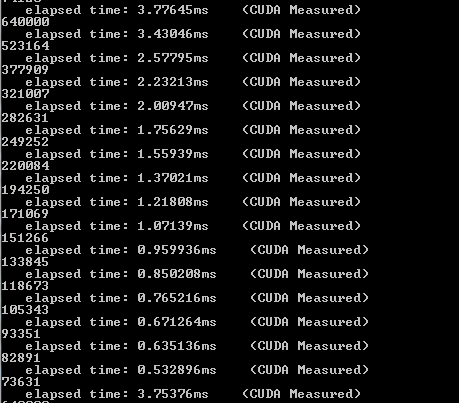 elapsed time: 3.77645ms    (CUDA Measured)
640000
elapsed time: 3.43046ms    (CUDA Measured)
523164
elapsed time: 2.57795ms    (CUDA Measured)
377909
elapsed time: 2.23213ms    (CUDA Measured)
321007
elapsed time: 2.00947ms    (CUDA Measured)
282631
elapsed time: 1.75629ms    (CUDA Measured)
249252
elapsed time: 1.55939ms    (CUDA Measured)
220084
elapsed time: 1.37021ms    (CUDA Measured)
194250
elapsed time: 1.21808ms    (CUDA Measured)
171069
elapsed time: 1.07139ms    (CUDA Measured)
151266
elapsed time: 0.959936ms    (CUDA Measured)
133845
elapsed time: 0.850208ms    (CUDA Measured)
118673
elapsed time: 0.765216ms    (CUDA Measured)
105343
elapsed time: 0.671264ms    (CUDA Measured)
93351
elapsed time: 0.635136ms    (CUDA Measured)
82891
elapsed time: 0.532896ms    (CUDA Measured)
73631
elapsed time: 3.75376ms    (CUDA Measured)